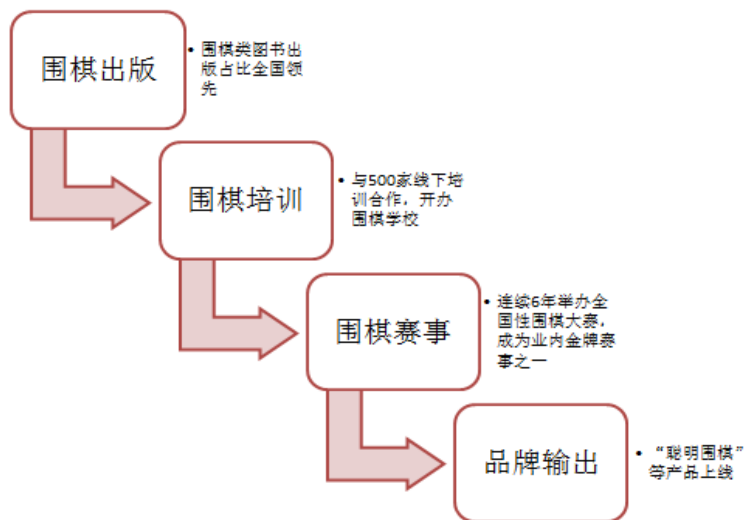 围棋出版
• 围棋类图书出
版占比全国领
先
围棋培训
• 与500家线下培
训合作，开办
围棋学校
围棋赛事
• 连续6年举办全
国性围棋大赛，
成为业内金牌赛
事之一
品牌输出
• “聪明围棋”
等产品上线